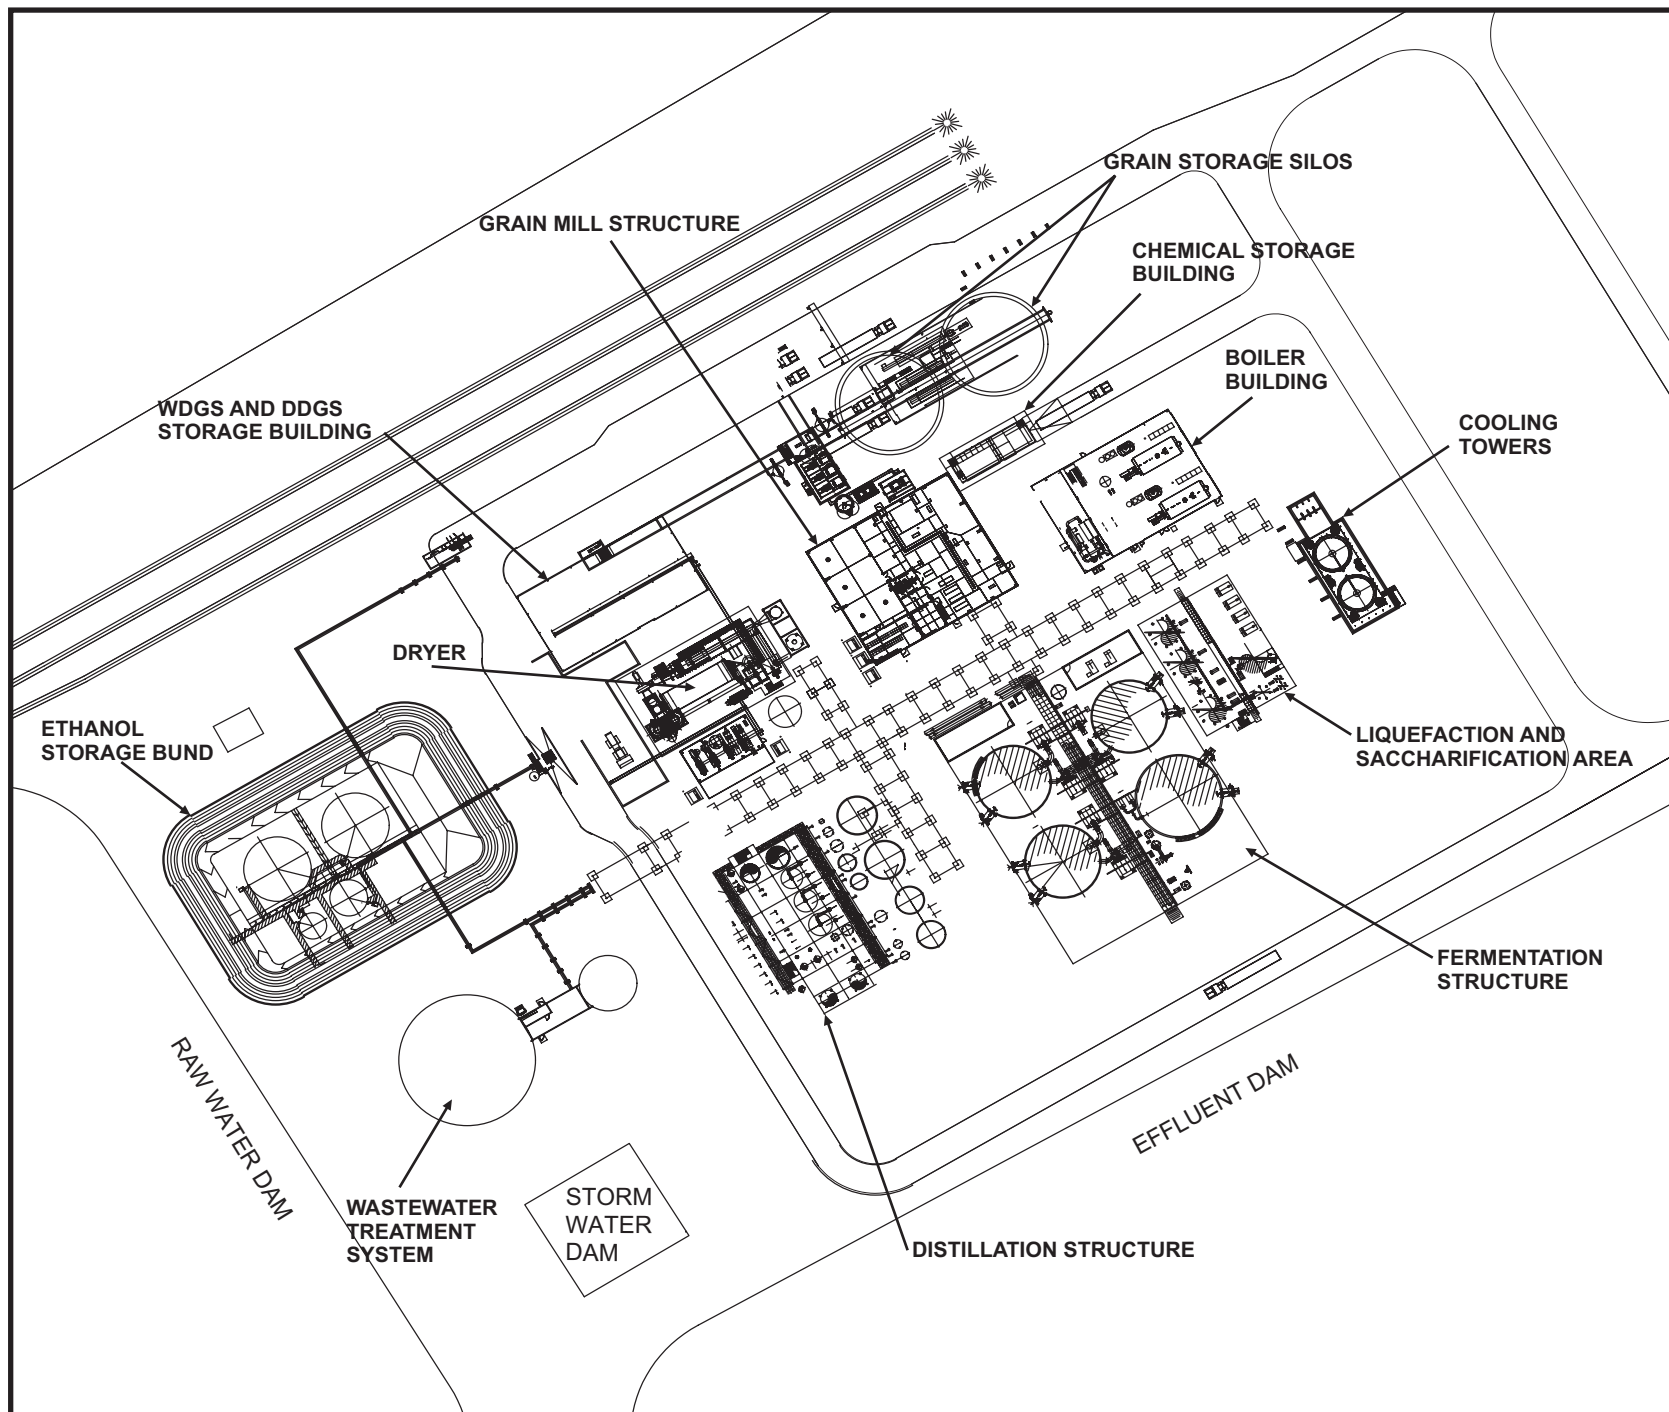 GRAIN STORAGE SILOS
GRAIN MILL STRUCTURE
CHEMICAL STORAGE
BUILDING
BOILER
BUILDING
WDGS AND DDGS
STORAGE BUILDING
COOLING
TOWERS
DRYER
ETHANOL
STORAGE BUND
LIQUEFACTION AND
SACCHARIFICATION AREA
FERMENTATION
STRUCTURE
RAW WATER DAM
EFFLUENT DAM
WASTEWATER
TREATMENT
SYSTEM
STORM
WATER
DAM
DISTILLATION STRUCTURE